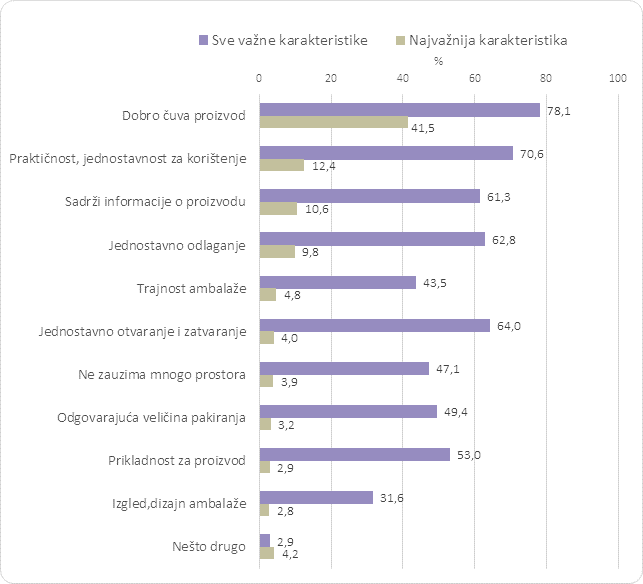 Sve važne karakteristike Najvažnija karakteristika
%
0 20 40 60 80 100
Dobro čuva proizvod 78,1
41,5
Praktičnost, jednostavnost za korištenje 70,6
12,4
Sadrži informacije o proizvodu 61,3
10,6
Jednostavno odlaganje 62,8
9,8
Trajnost ambalaže 43,5
4,8
Jednostavno otvaranje i zatvaranje 64,0
4,0
Ne zauzima mnogo prostora 47,1
3,9
Odgovarajuća veličina pakiranja 49,4
3,2
Prikladnost za proizvod 53,0
2,9
Izgled,dizajn ambalaže 31,6
2,8
Nešto drugo 2,9
4,2